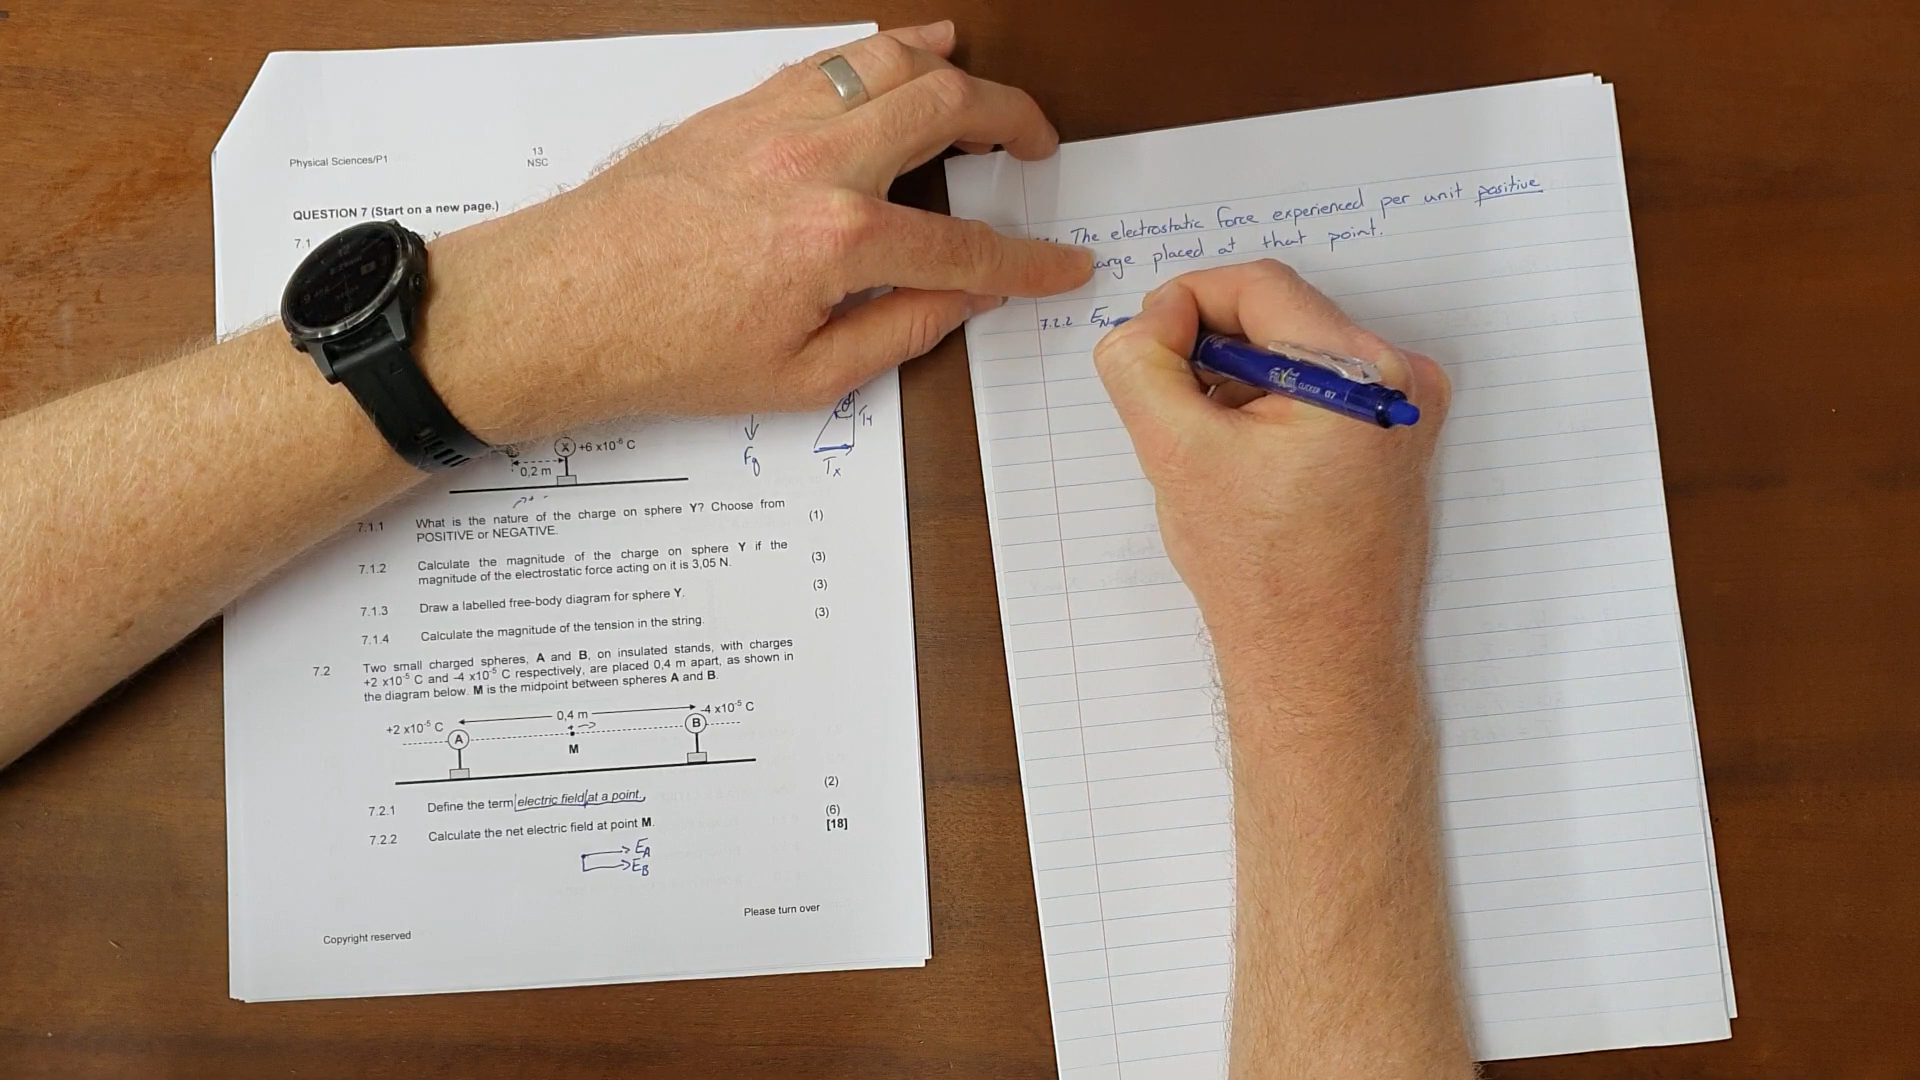 Physical Sciences/P1
13
NSC
QUESTION 7 (Start on a new page.)
7.1
X +6 x10⁻⁶ C
0,2 m
Fg
θ
Tx
7.1.1 What is the nature of the charge on sphere Y? Choose from
POSITIVE or NEGATIVE. (1)
7.1.2 Calculate the magnitude of the charge on sphere Y if the
magnitude of the electrostatic force acting on it is 3,05 N. (3)
7.1.3 Draw a labelled free-body diagram for sphere Y. (3)
7.1.4 Calculate the magnitude of the tension in the string. (3)
7.2 Two small charged spheres, A and B, on insulated stands, with charges
+2 x10⁻⁵ C and -4 x10⁻⁵ C respectively, are placed 0,4 m apart, as shown in
the diagram below. M is the midpoint between spheres A and B.
+2 x10⁻⁵ C 0,4 m -4 x10⁻⁵ C
A B
M
7.2.1 Define the term electric field at a point. (2)
7.2.2 Calculate the net electric field at point M. (6)
[18]
EA
EB
Please turn over
Copyright reserved
The electrostatic force experienced per unit positive
charge placed at that point.
7.2.2 EN
CLICKER 07